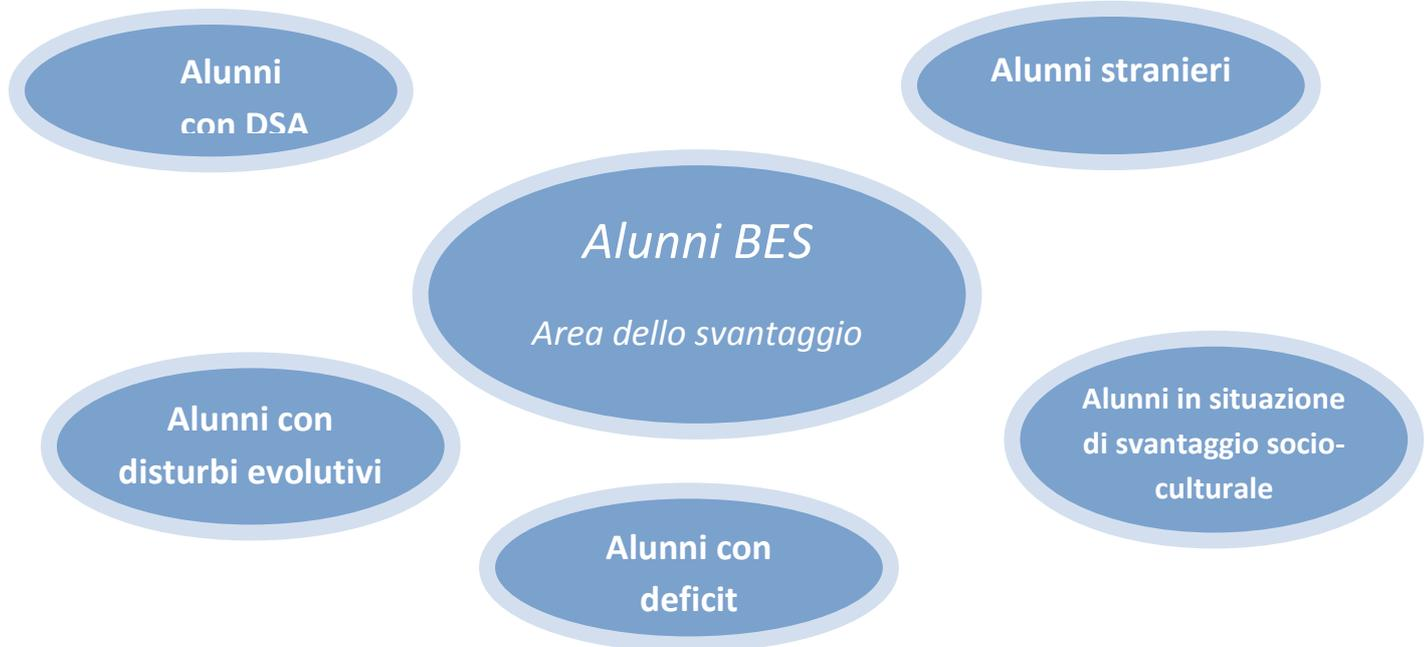 Alunni
con DSA
Alunni stranieri
Alunni BES
Area dello svantaggio
Alunni con
disturbi evolutivi
Alunni in situazione
di svantaggio socio-
culturale
Alunni con
deficit